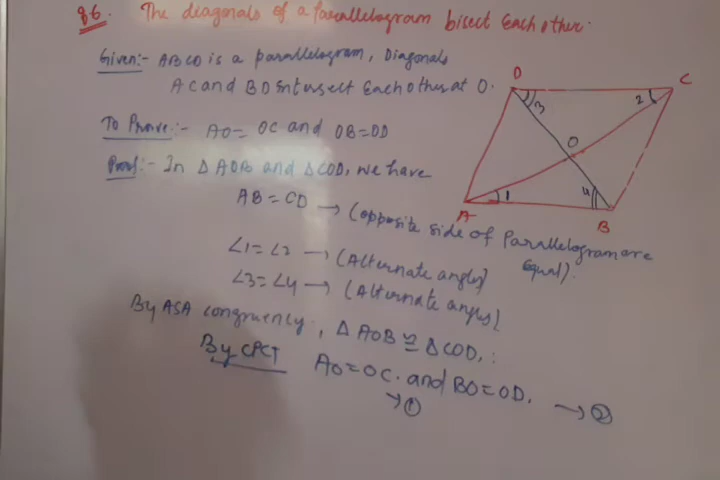 86. The diagonals of a parallelogram bisect Each other.
Given:- ABCD is a parallelogram, Diagonals
AC and BD Intersect Each other at O.
To Prove:- AO = OC and OB = OD
Proof:- In △AOB and △COD, we have
AB = CD → (opposite side of Parallelogram are
Equal).
∠1 = ∠2 → (Alternate angles)
∠3 = ∠4 → (Alternate angles)
By ASA congruency, △AOB ≅ △COD,:
By CPCT AO = OC. and BO = OD.
→ ① → ②
D C
3 2
O
1 4
A B